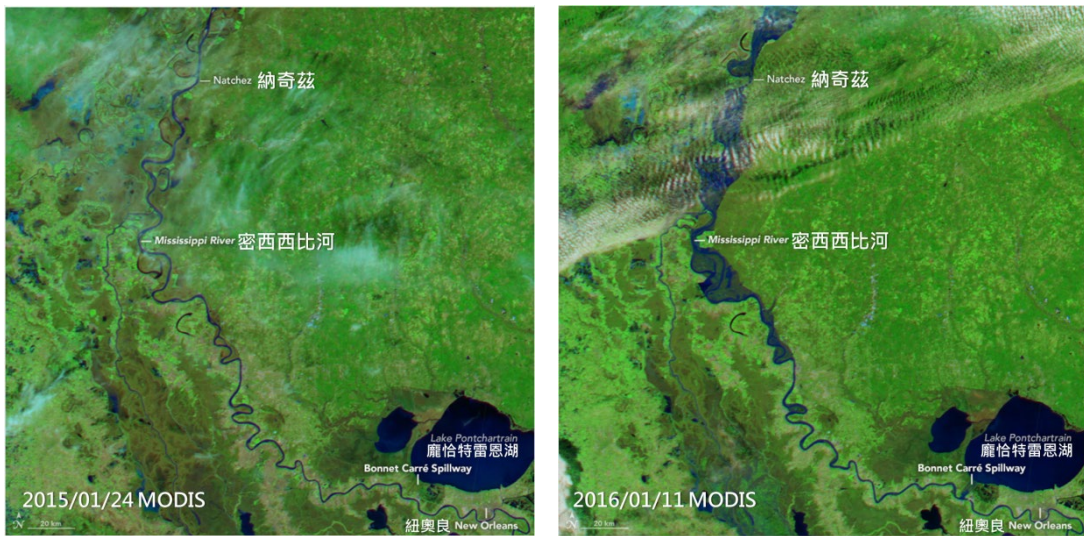 Natchez 納奇茲
Mississippi River 密西西比河
Lake Pontchartrain
龐恰特雷恩湖
Bonnet Carré Spillway
2015/01/24 MODIS
紐奧良 New Orleans
N
20 km
Natchez 納奇茲
Mississippi River 密西西比河
Lake Pontchartrain
龐恰特雷恩湖
Bonnet Carré Spillway
2016/01/11 MODIS
紐奧良 New Orleans
N
20 km